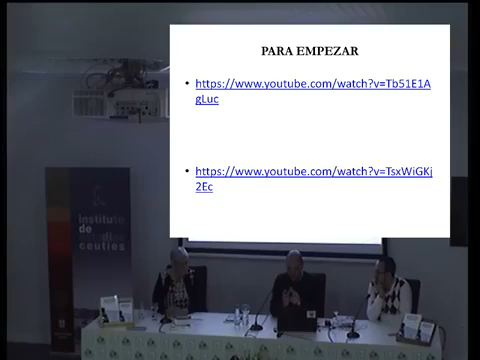 PARA EMPEZAR
• https://www.youtube.com/watch?v=Tb51E1A
gLuc
• https://www.youtube.com/watch?v=TsxWiGKj
2Ec
instituto
de
estudios
ceutíes